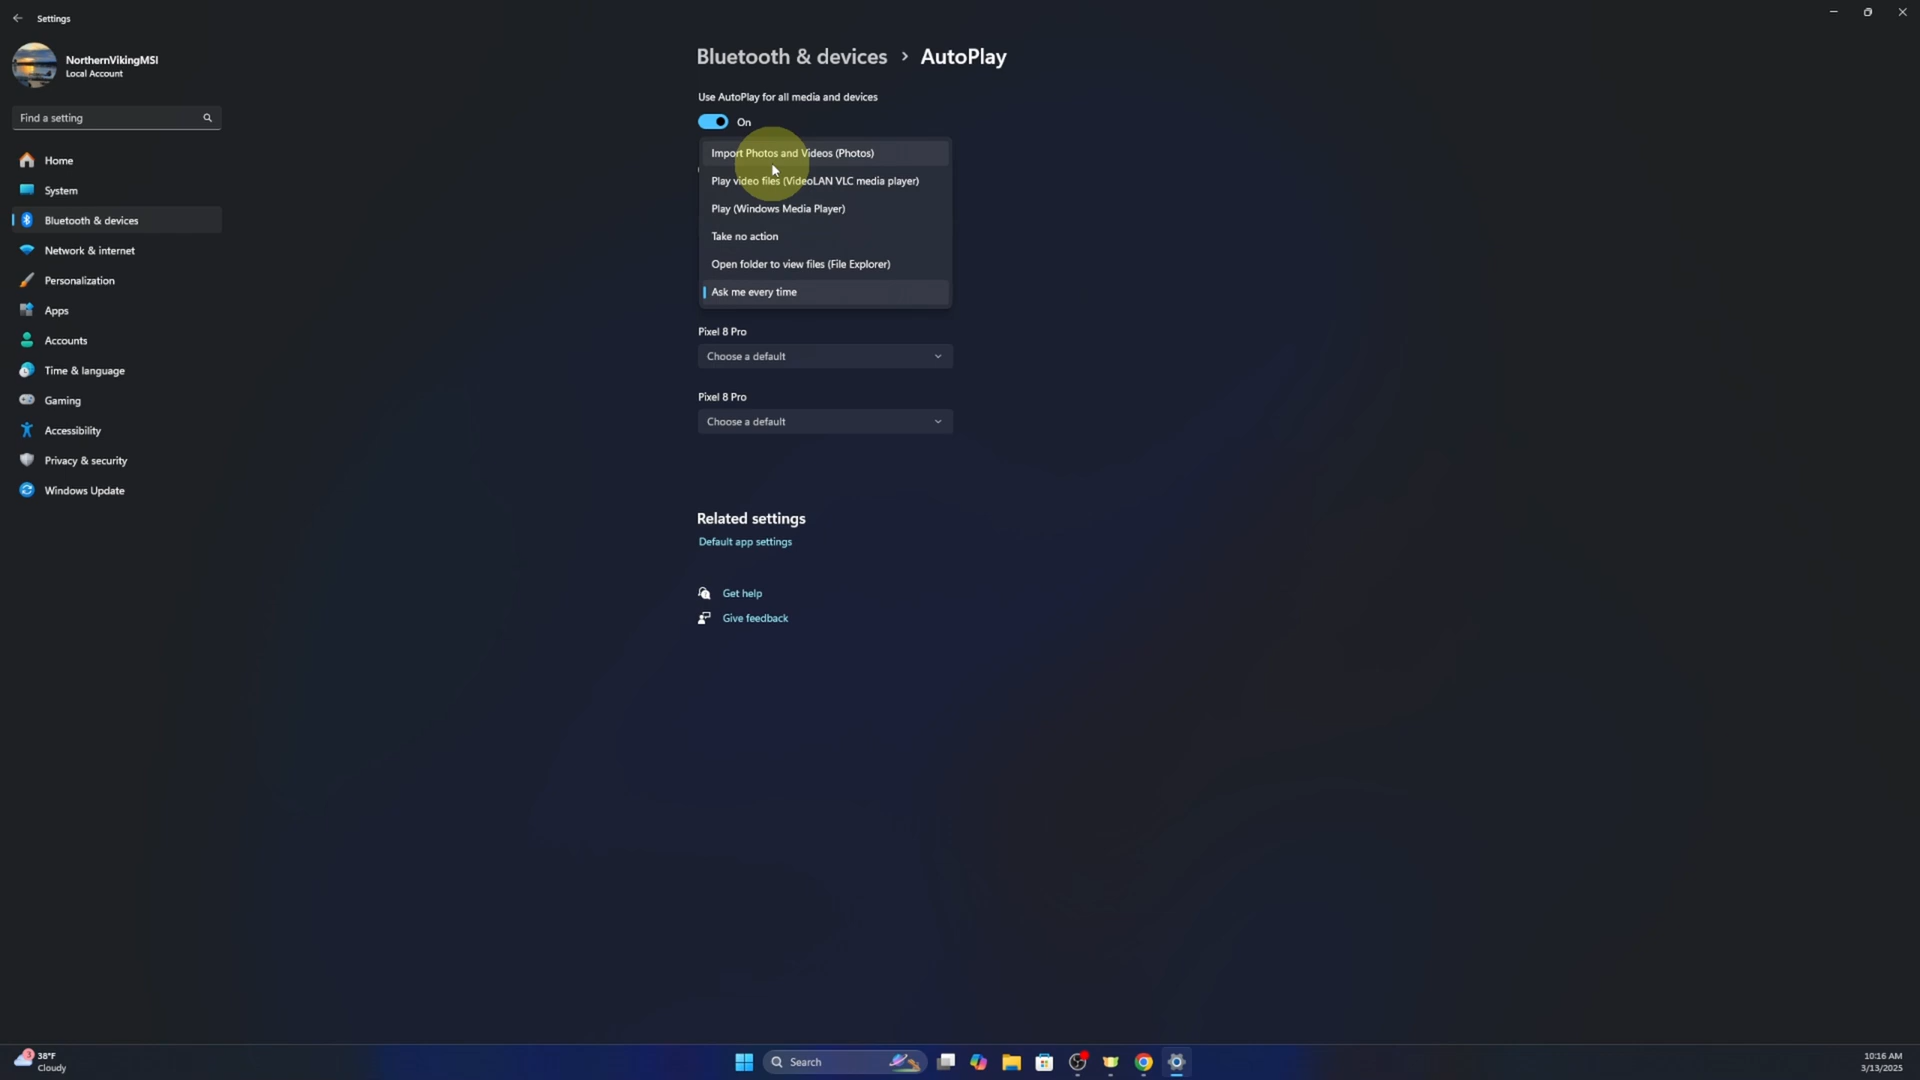 Settings
NorthernVikingMSI
Local Account
Find a setting
Home
System
Bluetooth & devices
Network & internet
Personalization
Apps
Accounts
Time & language
Gaming
Accessibility
Privacy & security
Windows Update
Bluetooth & devices > AutoPlay
Use AutoPlay for all media and devices
On
Import Photos and Videos (Photos)
Play video files (VideoLAN VLC media player)
Play (Windows Media Player)
Take no action
Open folder to view files (File Explorer)
Ask me every time
Pixel 8 Pro
Choose a default
Pixel 8 Pro
Choose a default
Related settings
Default app settings
Get help
Give feedback
38°F
Cloudy
Search
10:16 AM
3/13/2025